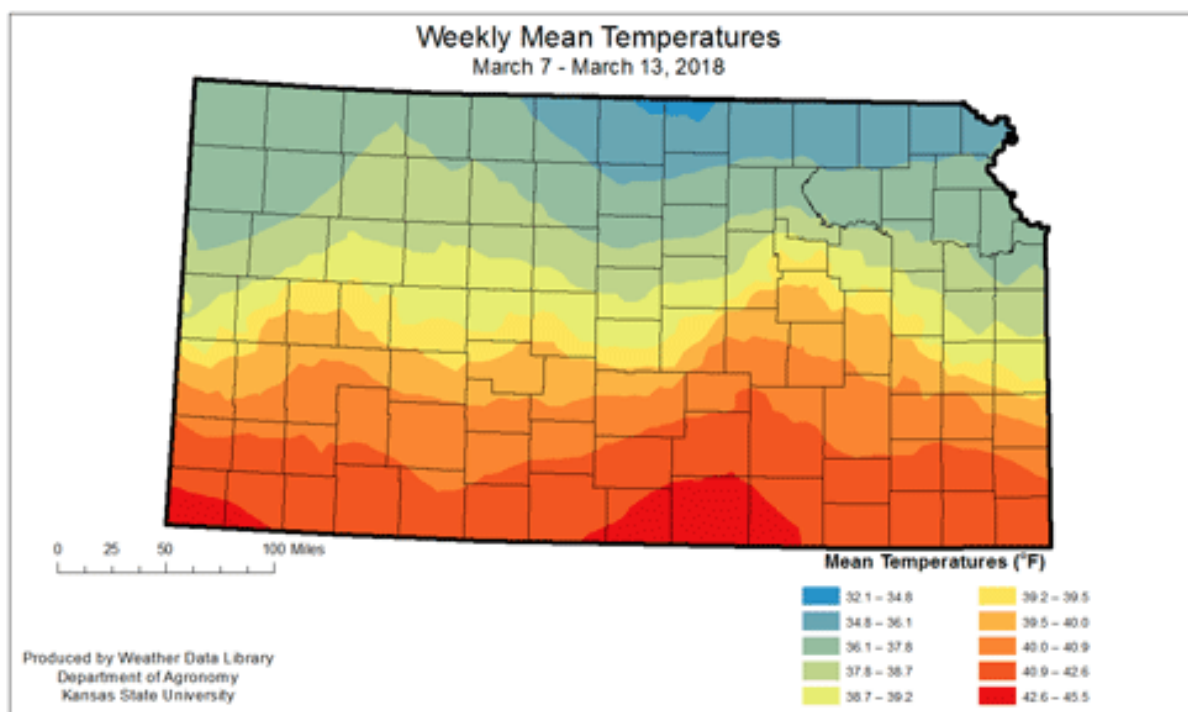 Weekly Mean Temperatures
March 7 - March 13, 2018
0 25 50 100 Miles
Mean Temperatures (°F)
32.1 – 34.8
34.8 – 36.1
36.1 – 37.8
37.8 – 38.7
38.7 – 39.2
39.2 – 39.5
39.5 – 40.0
40.0 – 40.9
40.9 – 42.6
42.6 – 45.5
Produced by Weather Data Library
Department of Agronomy
Kansas State University